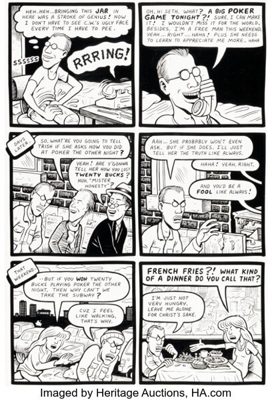 HEH..HEH...BRINGING THIS JAR IN
HERE WAS A STROKE OF GENIUS! NOW
I DON'T HAVE TO SEE C.W.'S UGLY FACE
EVERY TIME I HAVE TO PEE.
SSSSSS
RRRING!
OH, HI SETH. WHAT? A BIG POKER
GAME TONIGHT?! SURE, I CAN MAKE
IT! I WOULDN'T MISS IT FOR THE WORLD.
BESIDES, I'M A FREE MAN THIS WEEKEND.
YEAH...RIGHT...HAHA! PLUS SHE NEEDS
TO LEARN TO APPRECIATE ME MORE. HAHA
DAYS
LATER
SO, WHAT'RE YOU GOING TO TELL
TRISH IF SHE ASKS HOW YOU DID
AT POKER THE OTHER NIGHT?
YEAH! ARE Y'GONNA
TELL HER HOW YOU LOST
TWENTY BUCKS?
HUH, "MISTER
HONESTY"?
AAH... SHE PROBABLY WON'T EVEN
ASK. BUT IF SHE DOES, I'LL JUST
TELL HER THE TRUTH LIKE ALWAYS.
HAHA! YEAH, RIGHT.
AND YOU'D BE A
FOOL LIKE ALWAYS!
THAT
WEEKEND
BUT IF YOU WON TWENTY
BUCKS PLAYING POKER THE OTHER
NIGHT, THEN WHY CAN'T WE
TAKE THE SUBWAY?
CUZ I FEEL
LIKE WALKING,
THAT'S WHY.
FRENCH FRIES?! WHAT KIND
OF A DINNER DO YOU CALL THAT?
I'M JUST NOT
VERY HUNGRY.
LEAVE ME ALONE
FOR CHRIST'S SAKE.
Imaged by Heritage Auctions, HA.com